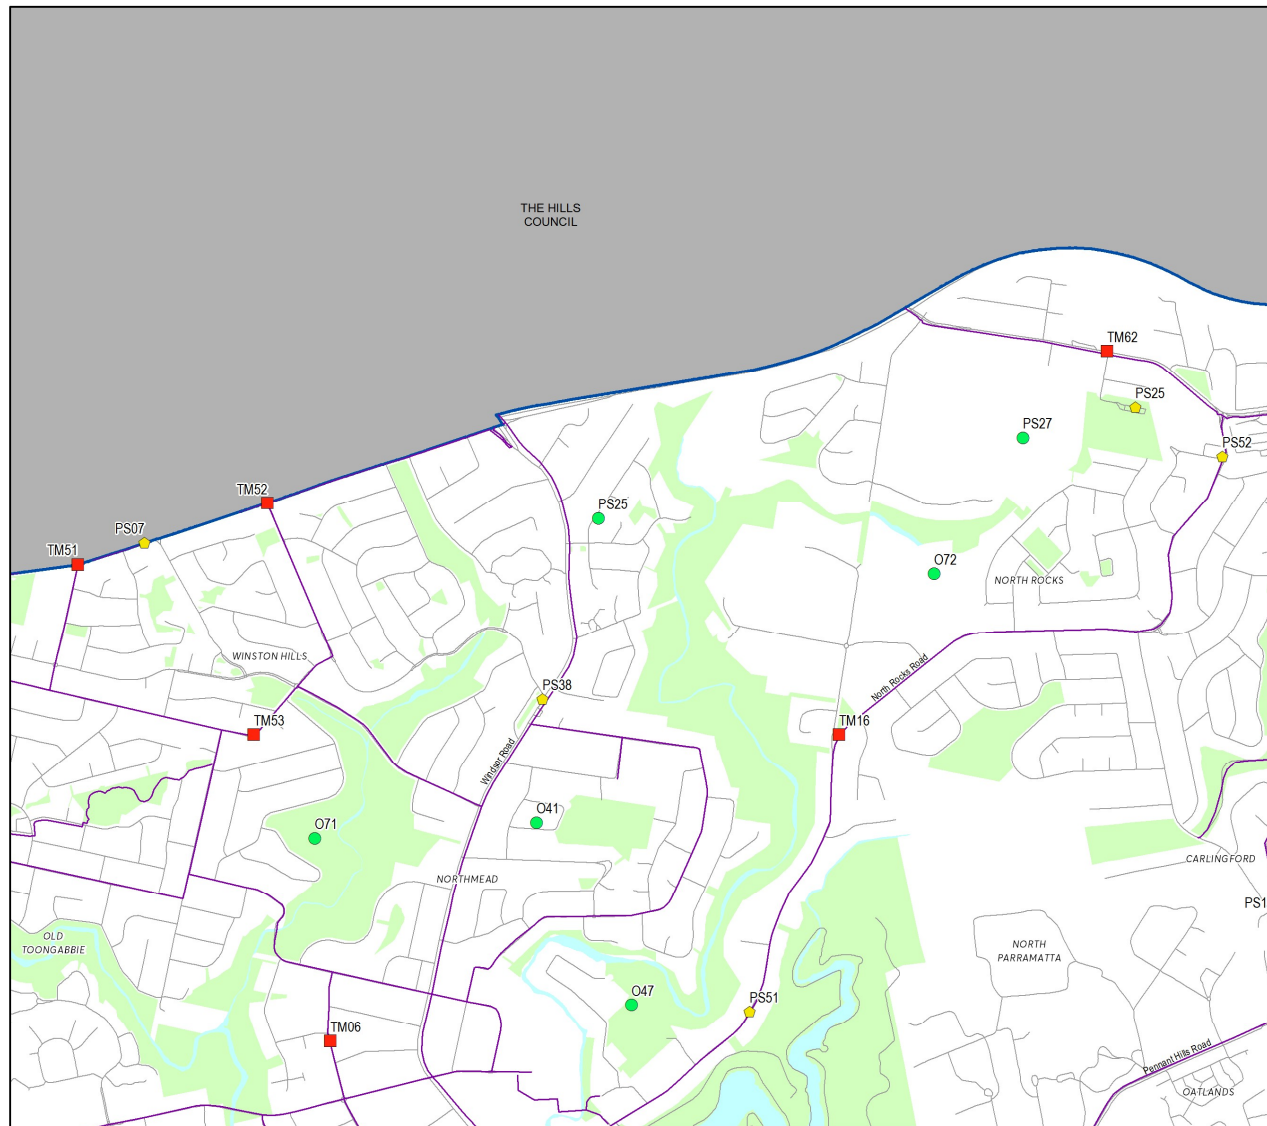 THE HILLS
COUNCIL
TM62
PS25
PS27
PS52
TM52
PS25
PS07
TM51
O72
NORTH ROCKS
WINSTON HILLS
North Rocks Road
PS38
TM53
TM16
Windsor Road
O41
O71
CARLINGFORD
NORTHMEAD
PS1
OLD
TOONGABBIE
NORTH
PARRAMATTA
O47
PS51
TM06
Pennant Hills Road
OATLANDS